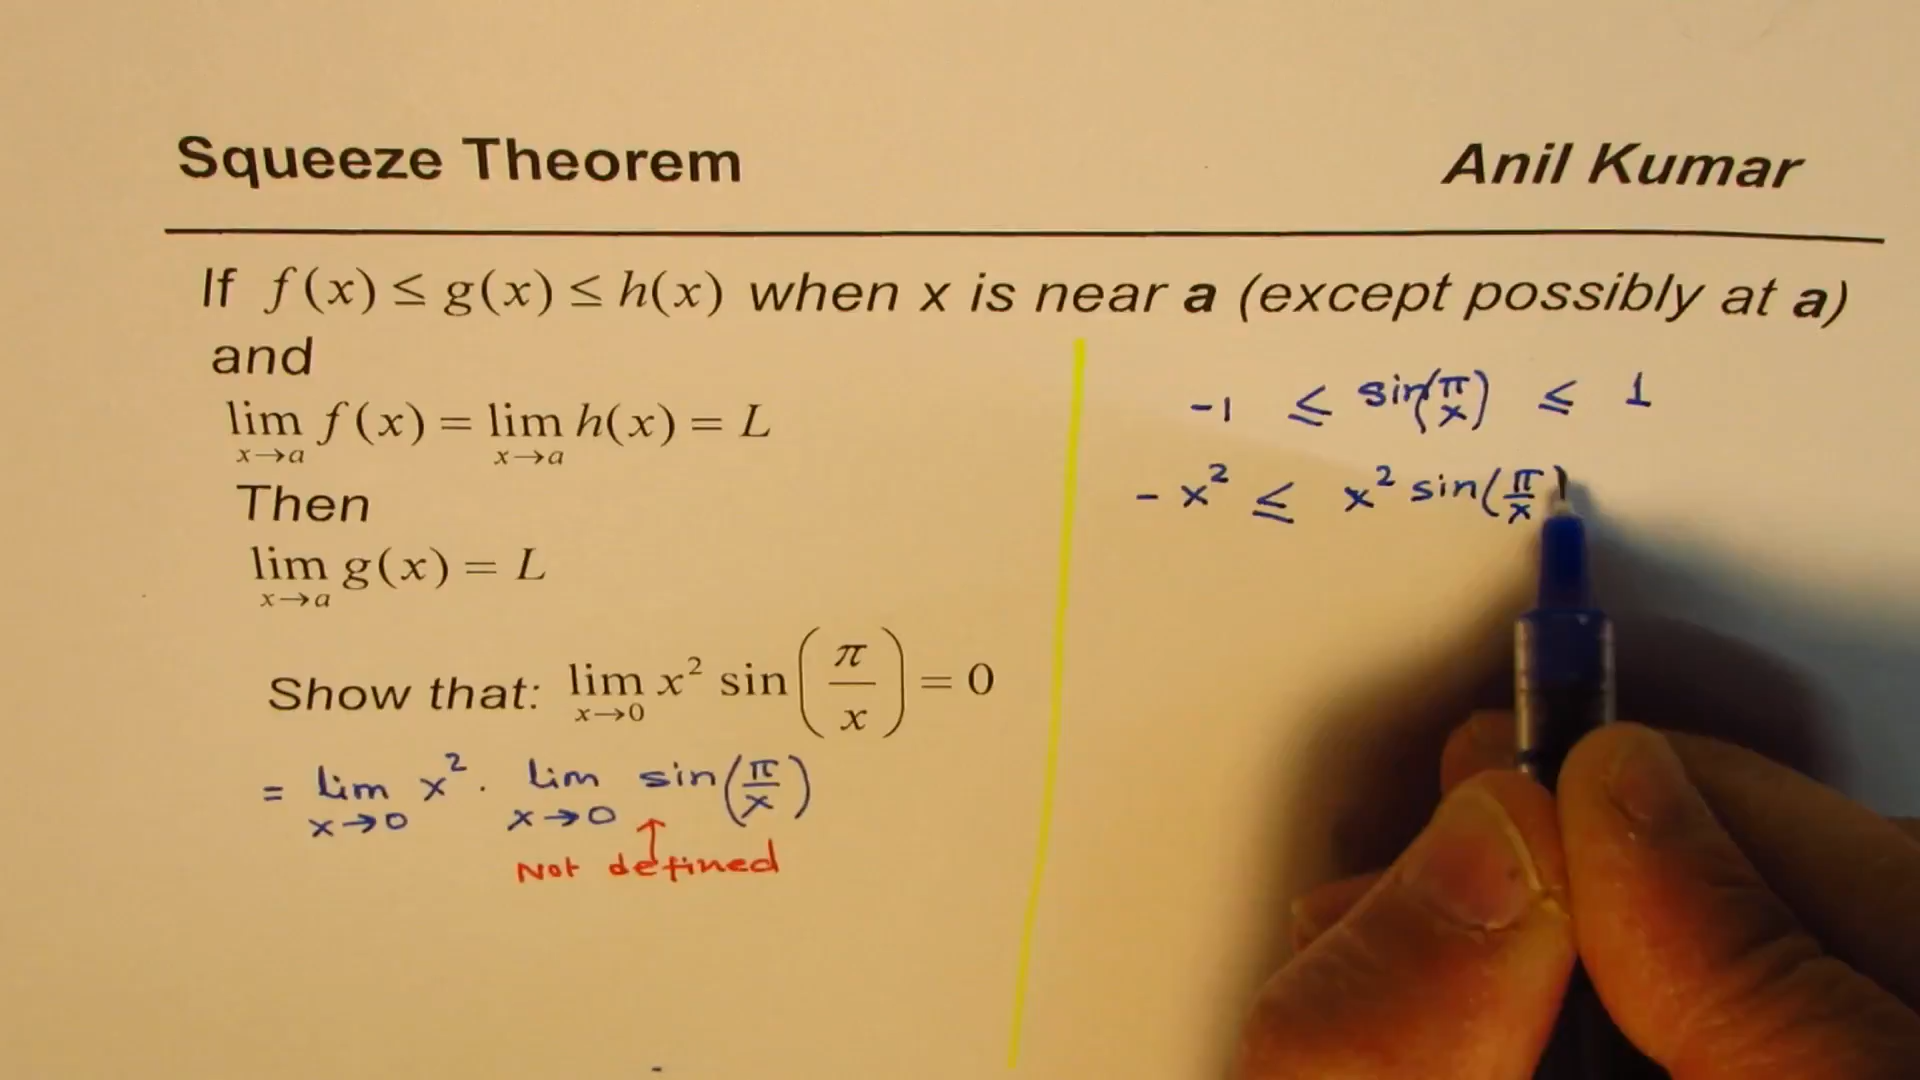 Squeeze Theorem Anil Kumar
If f(x) ≤ g(x) ≤ h(x) when x is near a (except possibly at a)
and
lim x→a f(x) = lim x→a h(x) = L
Then
lim x→a g(x) = L
Show that: lim x→0 x² sin(π/x) = 0
= lim x→0 x² · lim x→0 sin(π/x)
Not defined
-1 ≤ sin(π/x) ≤ 1
- x² ≤ x² sin(π/x)